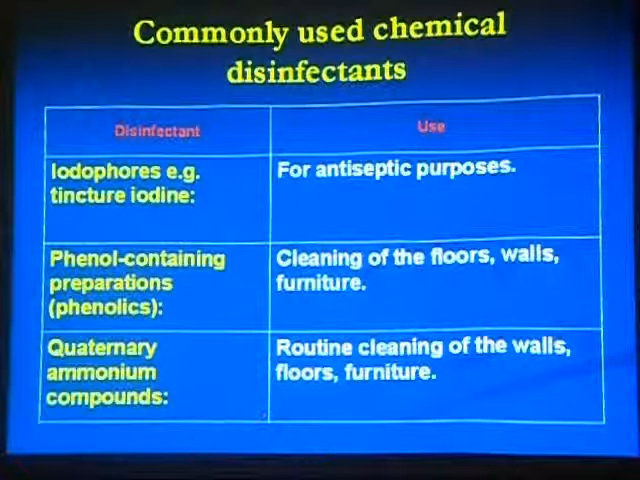 Commonly used chemical
disinfectants
Disinfectant
Use
Iodophores e.g.
tincture iodine:
For antiseptic purposes.
Phenol-containing
preparations
(phenolics):
Cleaning of the floors, walls,
furniture.
Quaternary
ammonium
compounds:
Routine cleaning of the walls,
floors, furniture.